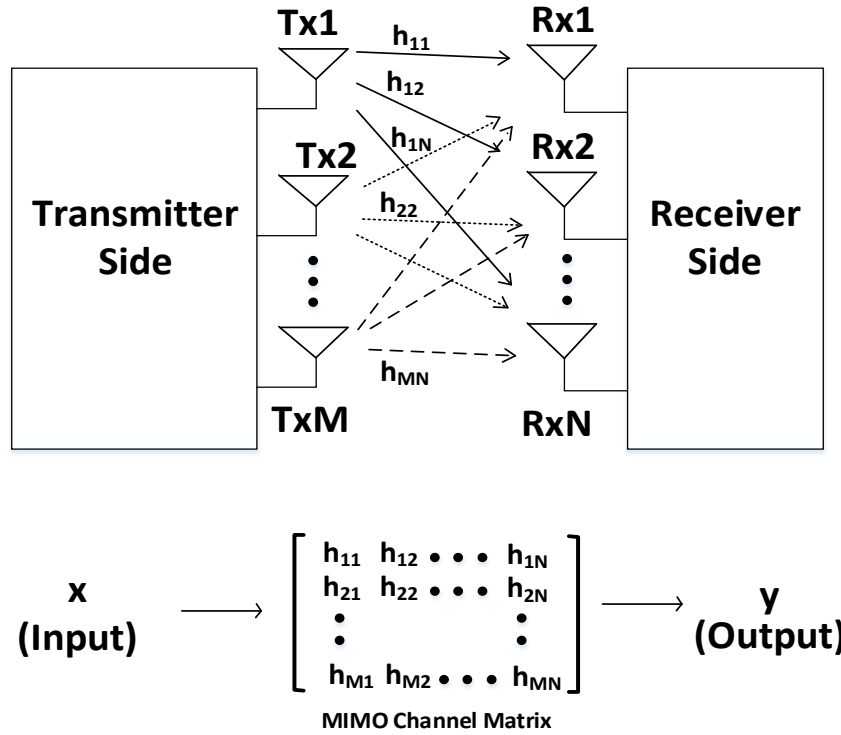 Tx1
Rx1
h11
h12
h1N
Tx2
Rx2
h22
Transmitter
Side
Receiver
Side
hMN
TxM
RxN
h11 h12 • • • h1N
h21 h22 • • • h2N
hM1 hM2 • • • hMN
x
(Input)
y
(Output)
MIMO Channel Matrix